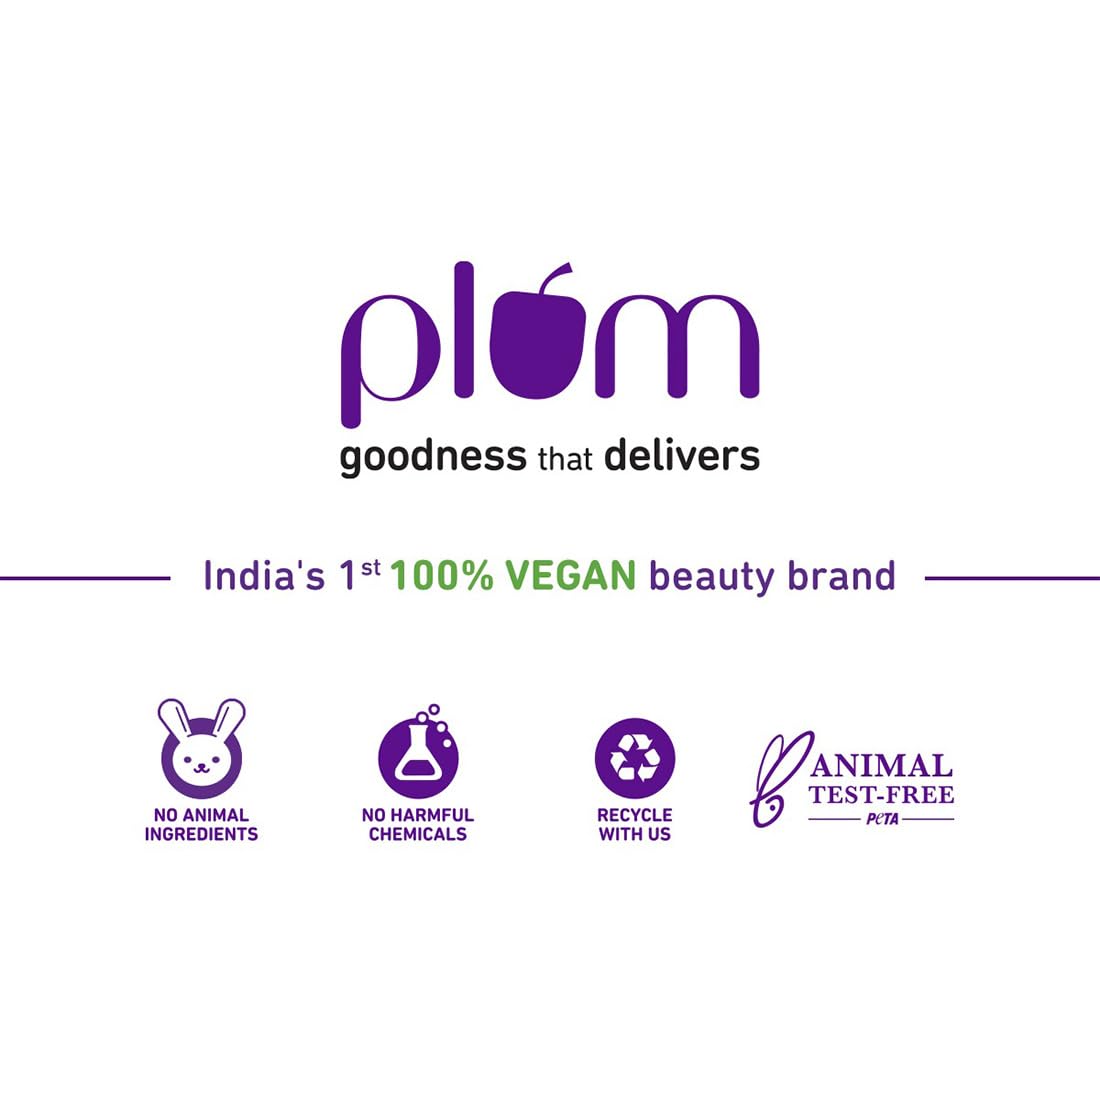 plum
goodness that delivers
India's 1st 100% VEGAN beauty brand
NO ANIMAL
INGREDIENTS
NO HARMFUL
CHEMICALS
RECYCLE
WITH US
ANIMAL
TEST-FREE
PETA